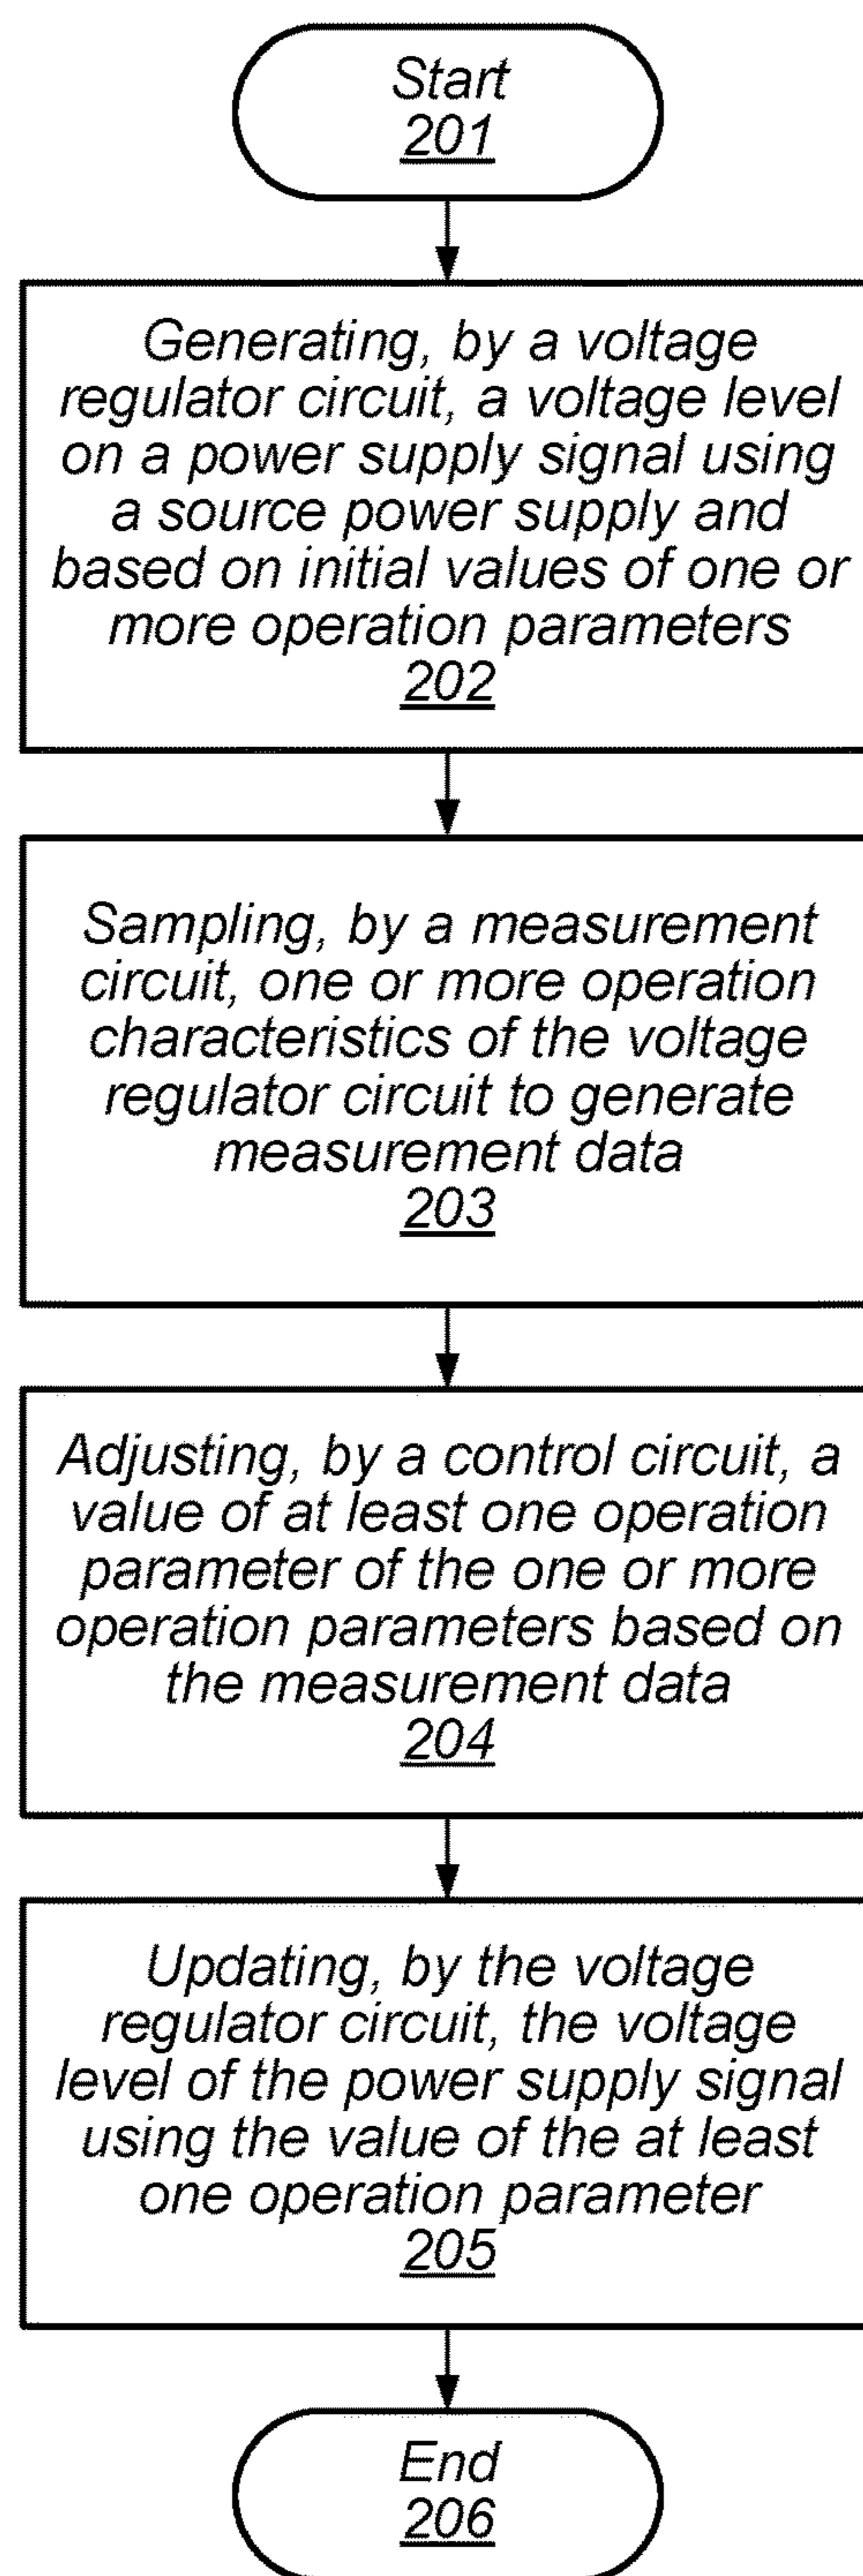 Start
201
Generating, by a voltage
regulator circuit, a voltage level
on a power supply signal using
a source power supply and
based on initial values of one or
more operation parameters
202
Sampling, by a measurement
circuit, one or more operation
characteristics of the voltage
regulator circuit to generate
measurement data
203
Adjusting, by a control circuit, a
value of at least one operation
parameter of the one or more
operation parameters based on
the measurement data
204
Updating, by the voltage
regulator circuit, the voltage
level of the power supply signal
using the value of the at least
one operation parameter
205
End
206